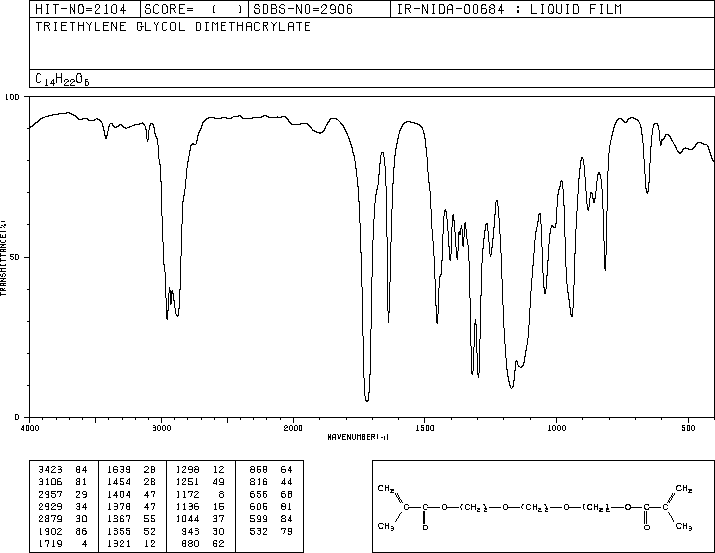 HIT-NO=2104 SCORE= ( ) SDBS-NO=2906 IR-NIDA-00684 : LIQUID FILM
TRIETHYLENE GLYCOL DIMETHACRYLATE
C14H22O6
100
50
0
TRANSMITTANCE(%)
4000 3000 2000 1500 1000 500
WAVENUMBER(-1)
3423 84 1639 28 1298 12 868 64
3106 81 1454 28 1251 49 816 44
2957 29 1404 47 1172 8 656 68
2929 34 1378 47 1136 15 606 81
2879 30 1367 55 1044 37 599 84
1902 86 1355 52 943 30 532 79
1719 4 1321 12 880 62
CH2 CH2
C—C—O—(CH2)2—O—(CH2)2—O—(CH2)2—O—C—C
CH3 O O CH3